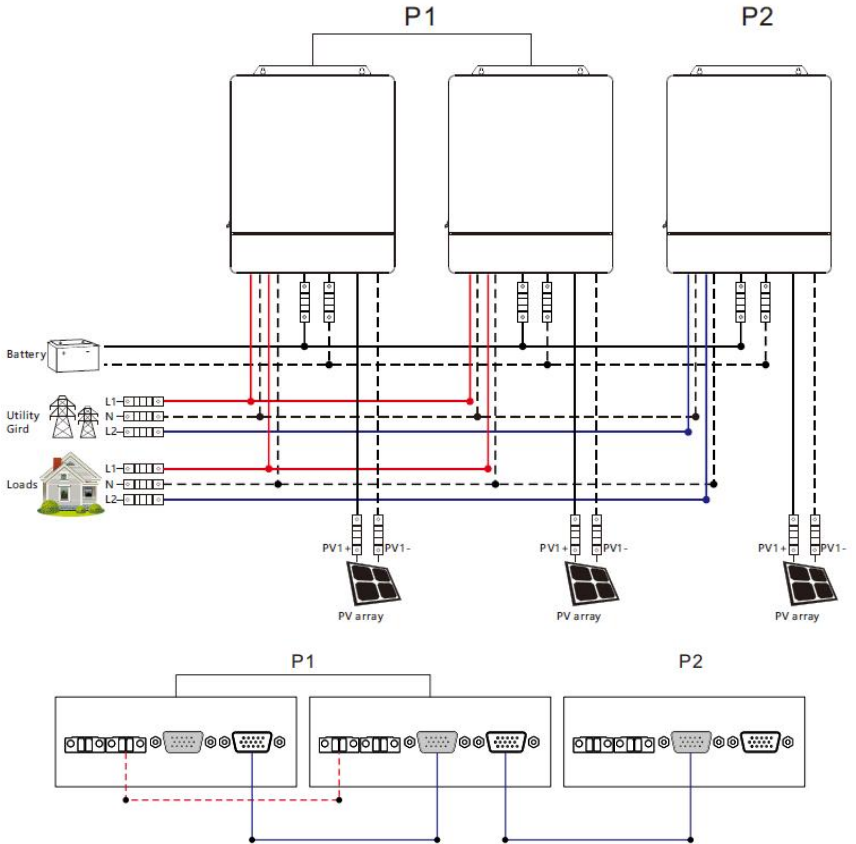 P1 P2
Battery
L1
Utility N
Gird L2
L1
Loads N
L2
PV1+ PV1- PV1+ PV1- PV1+ PV1-
PV array PV array PV array
P1 P2